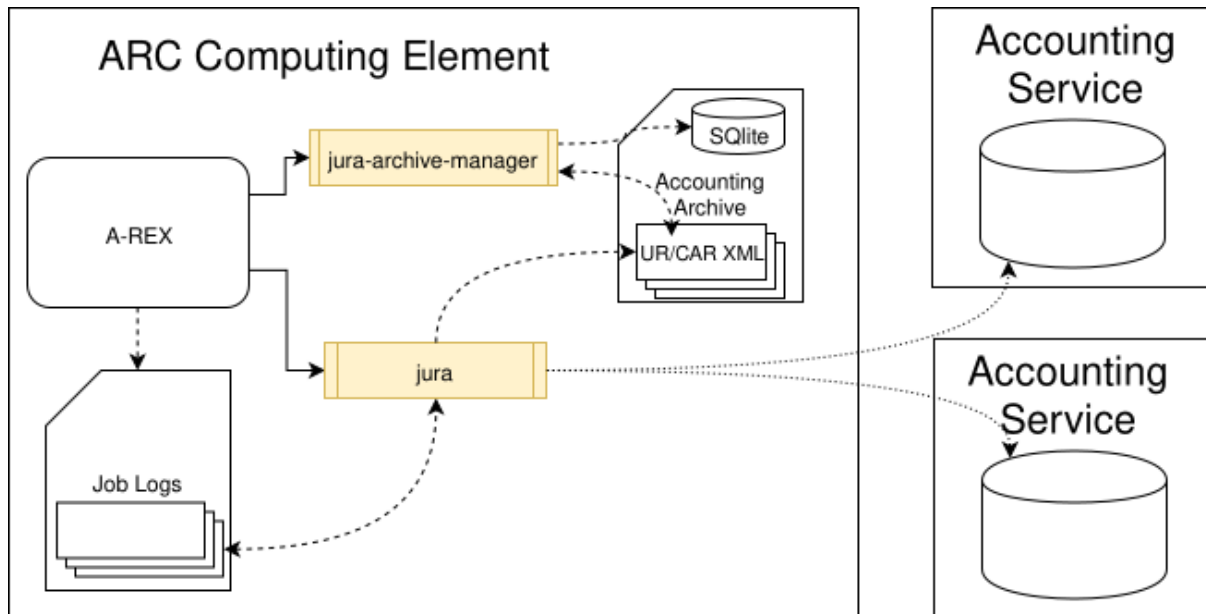 ARC Computing Element
A-REX
jura-archive-manager
SQlite
Accounting
Archive
UR/CAR XML
jura
Job Logs
Accounting
Service
Accounting
Service